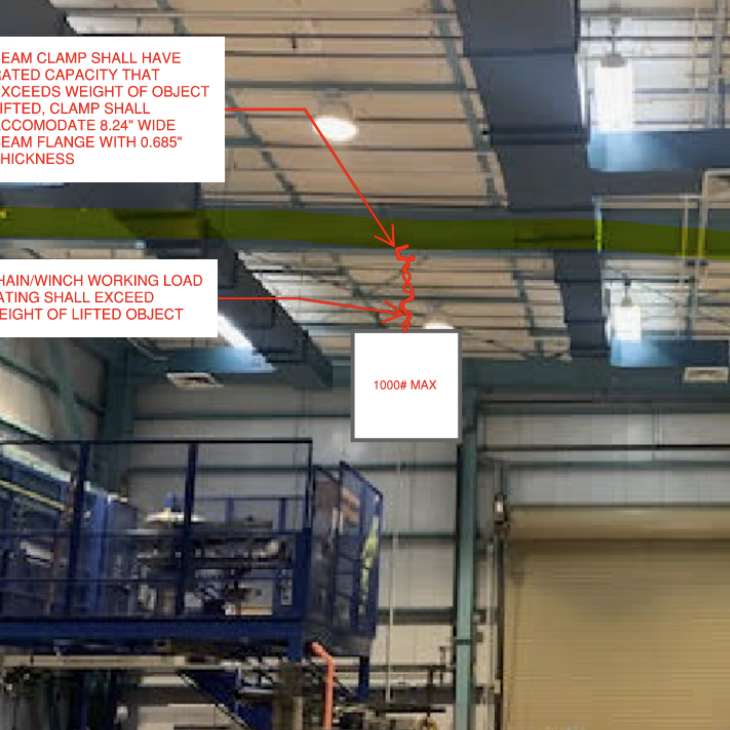 EAM CLAMP SHALL HAVE
RATED CAPACITY THAT
XCEEDS WEIGHT OF OBJECT
IFTED, CLAMP SHALL
ACCOMODATE 8.24" WIDE
EAM FLANGE WITH 0.685"
HICKNESS
HAIN/WINCH WORKING LOAD
ATING SHALL EXCEED
EIGHT OF LIFTED OBJECT
1000# MAX